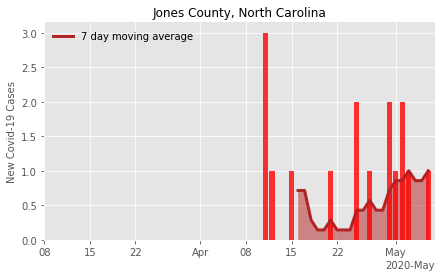 Jones County, North Carolina
7 day moving average
New Covid-19 Cases
3.0
2.5
2.0
1.5
1.0
0.5
0.0
08 15 22 Apr 08 15 22 May
2020-May